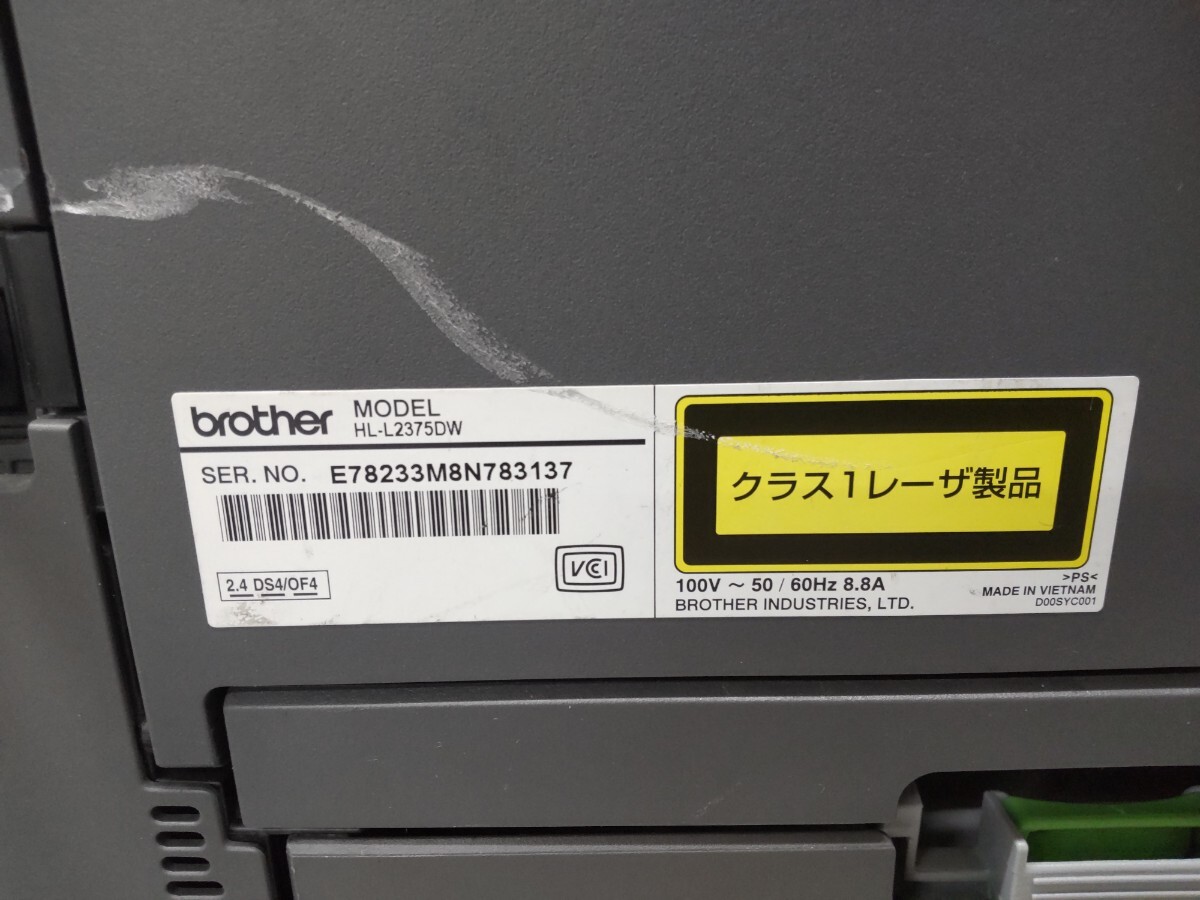 brother MODEL
HL-L2375DW
SER. NO. E78233M8N783137
2.4 DS4/OF4
VCCI
クラス1レーザ製品
100V ~ 50 / 60Hz 8.8A
BROTHER INDUSTRIES, LTD.
>PS<
MADE IN VIETNAM
D00SYC001